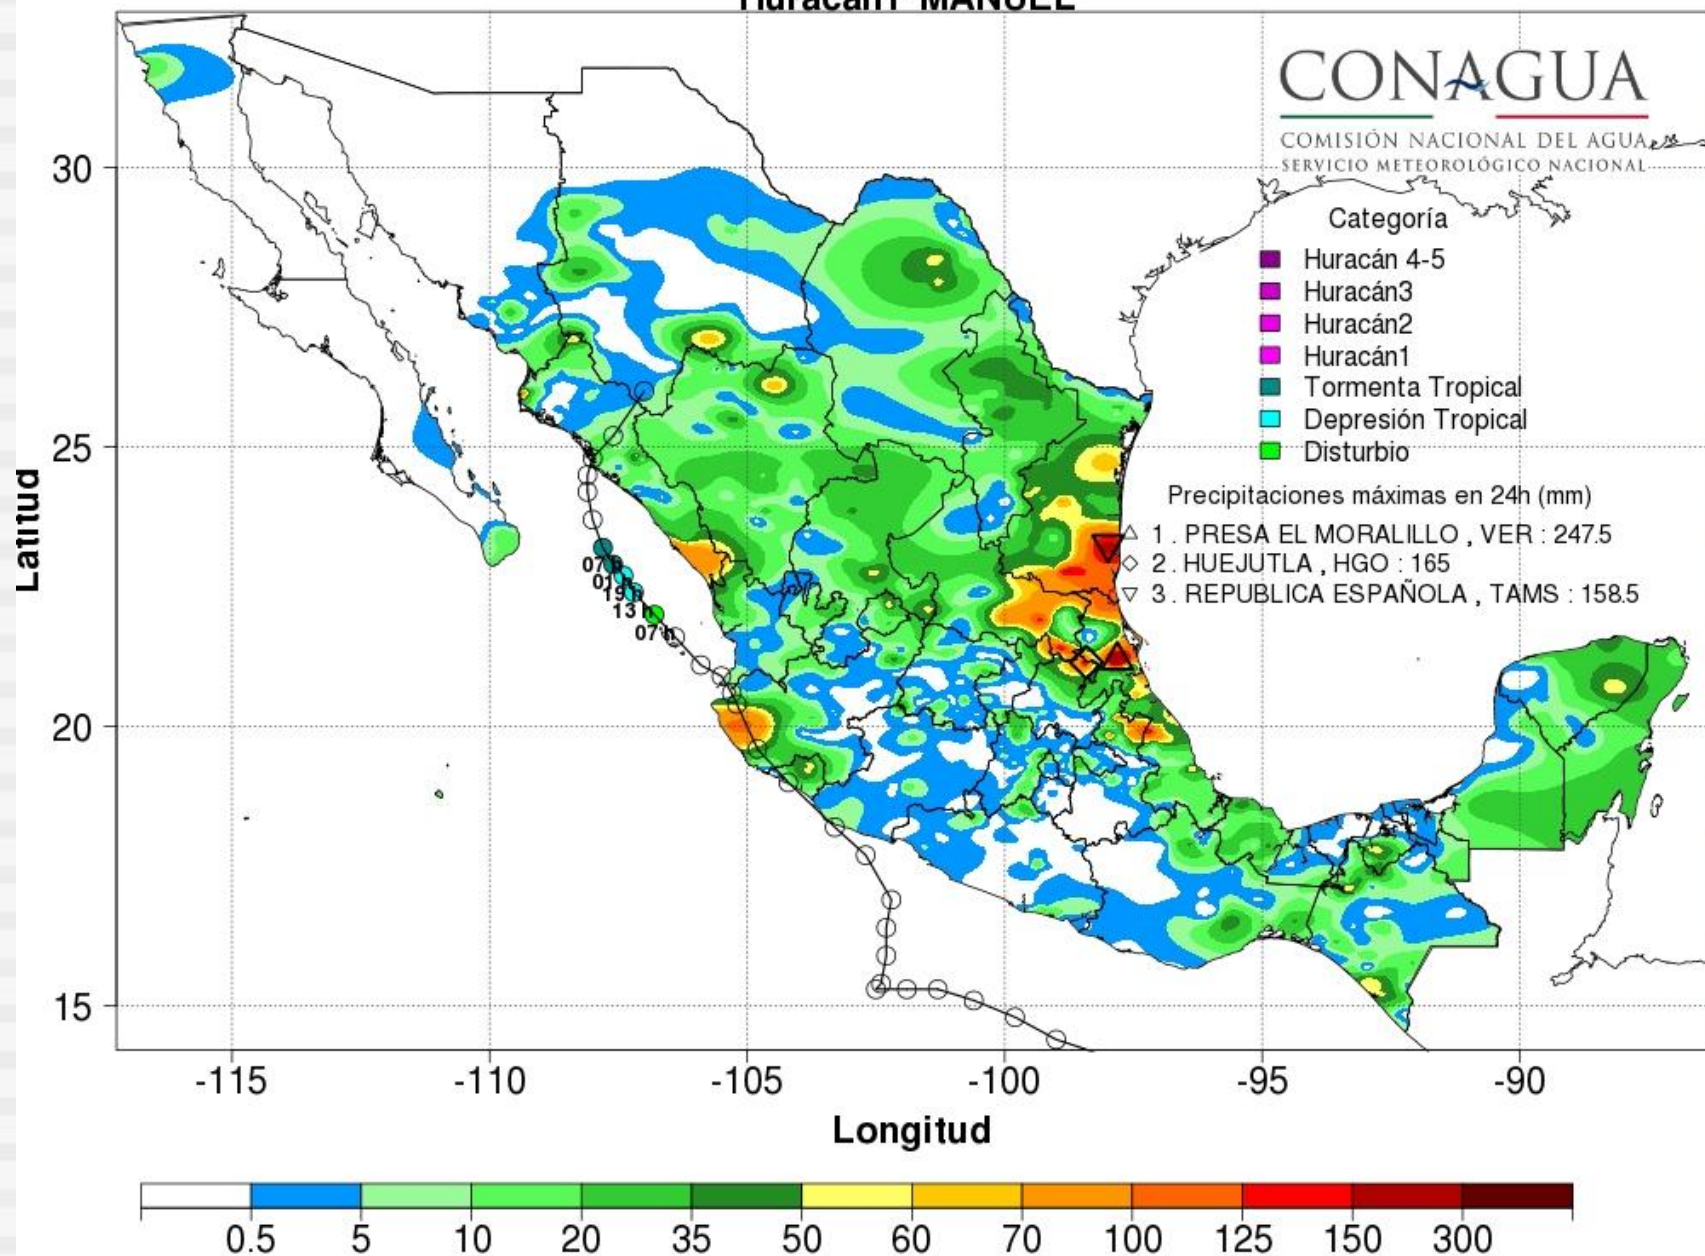 Huracán1 MANUEL
CONAGUA
COMISIÓN NACIONAL DEL AGUA
SERVICIO METEOROLÓGICO NACIONAL
Categoría
Huracán 4-5
Huracán3
Huracán2
Huracán1
Tormenta Tropical
Depresión Tropical
Disturbio
Precipitaciones máximas en 24h (mm)
1 . PRESA EL MORALILLO , VER : 247.5
2 . HUEJUTLA , HGO : 165
3 . REPUBLICA ESPAÑOLA , TAMS : 158.5
30
25
20
15
Latitud
07 h
01 h
19 h
13 h
07 h
-115 -110 -105 -100 -95 -90
Longitud
0.5 5 10 20 35 50 60 70 100 125 150 300